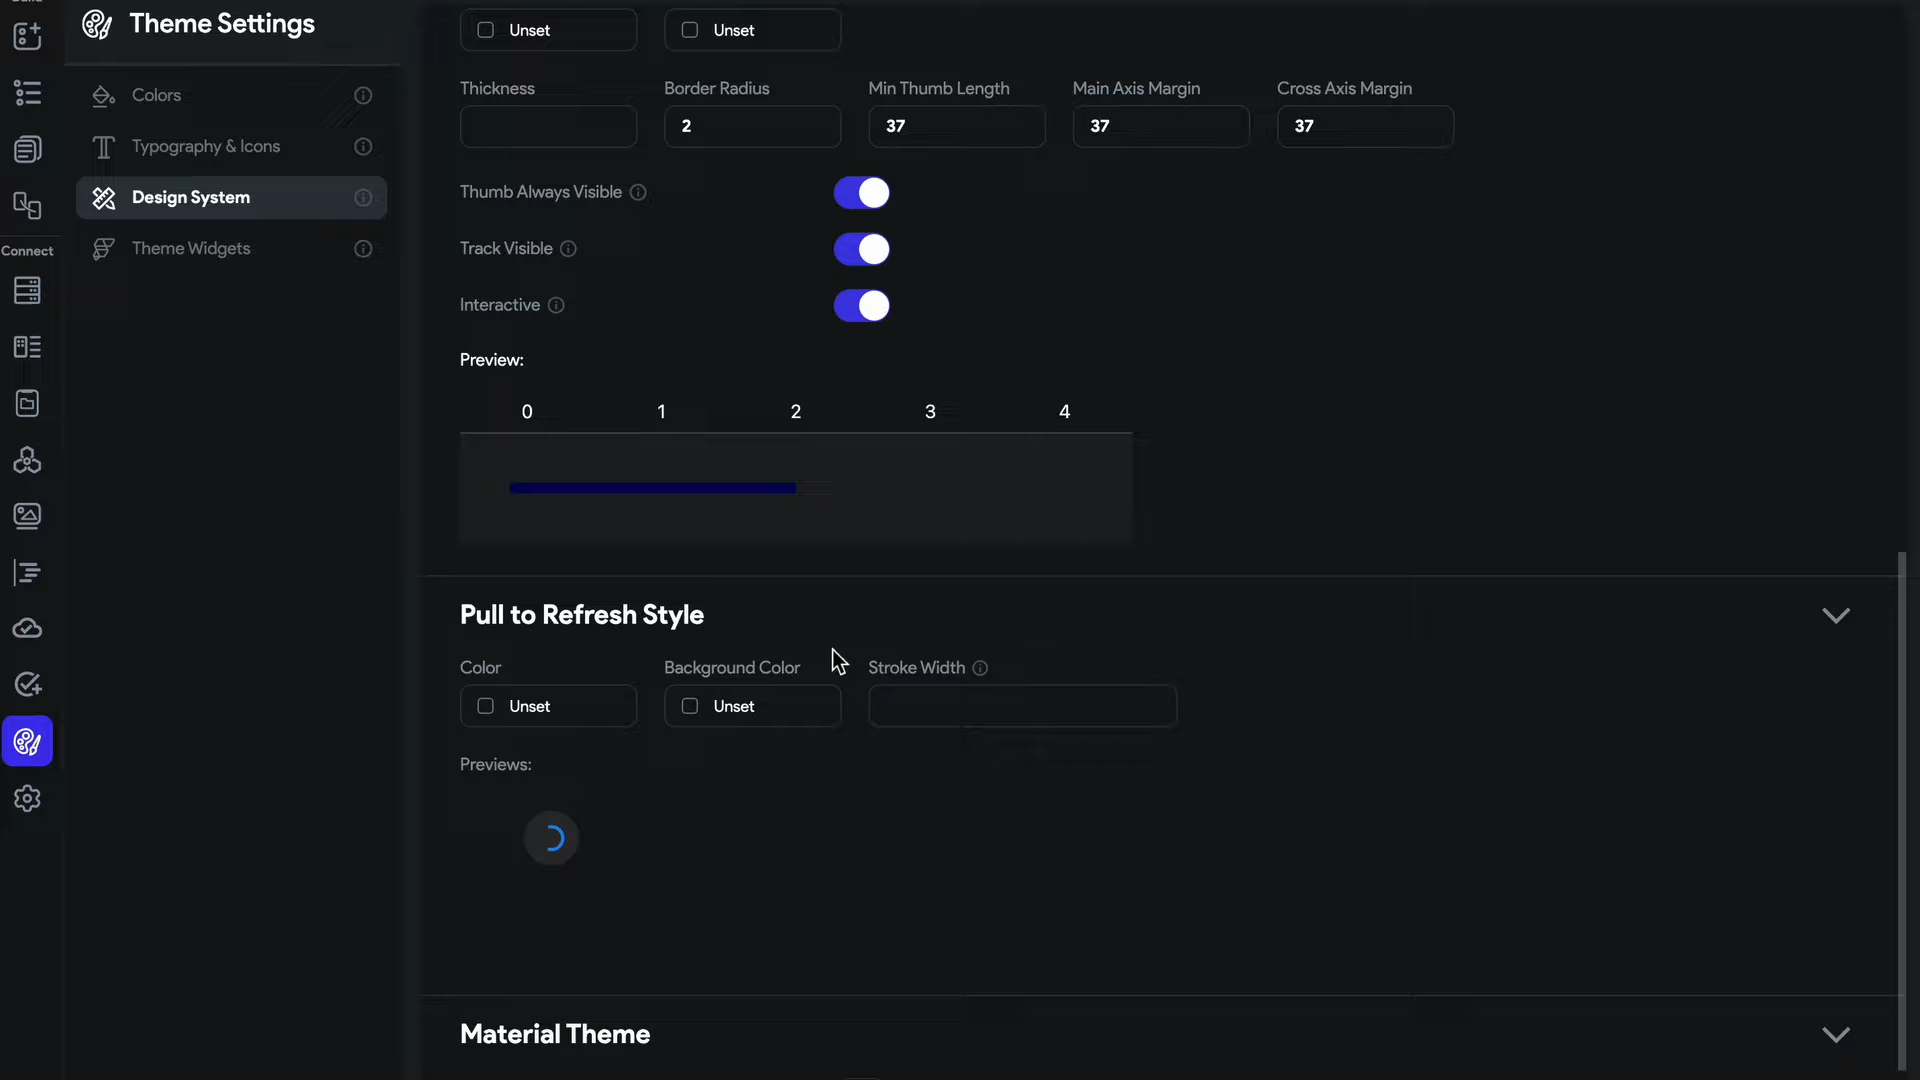 Theme Settings
Unset
Unset
Colors
Typography & Icons
Design System
Theme Widgets
Connect
Thickness
Border Radius
Min Thumb Length
Main Axis Margin
Cross Axis Margin
2
37
37
37
Thumb Always Visible
Track Visible
Interactive
Preview:
0
1
2
3
4
Pull to Refresh Style
Color
Background Color
Stroke Width
Unset
Unset
Previews:
Material Theme